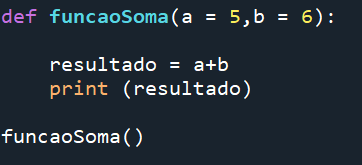 def funcaoSoma(a = 5,b = 6):
    resultado = a+b
    print (resultado)
funcaoSoma()